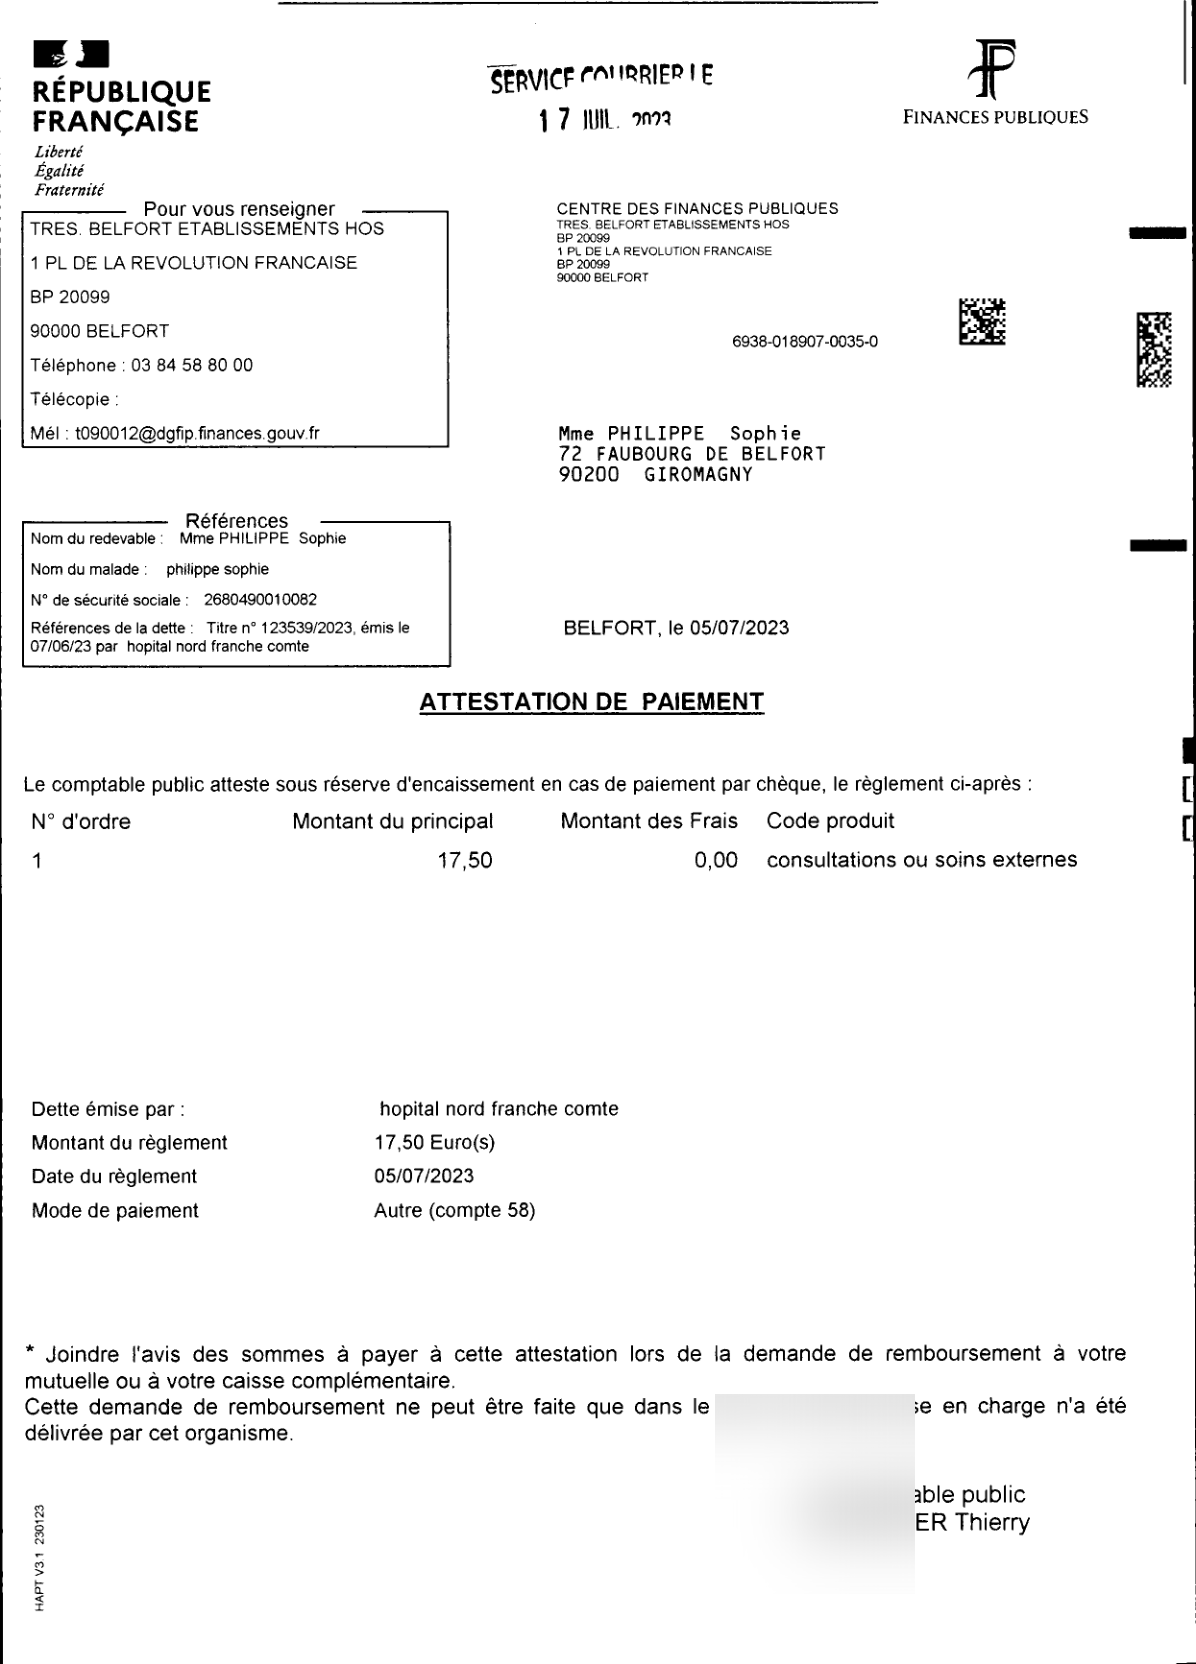 RÉPUBLIQUE
FRANÇAISE
Liberté
Égalité
Fraternité
SERVICE COURRIER LE
17 JUIL. 2023
FINANCES PUBLIQUES
Pour vous renseigner
TRES. BELFORT ETABLISSEMENTS HOS
1 PL DE LA REVOLUTION FRANCAISE
BP 20099
90000 BELFORT
Téléphone : 03 84 58 80 00
Télécopie :
Mél : t090012@dgfip.finances.gouv.fr
CENTRE DES FINANCES PUBLIQUES
TRES. BELFORT ETABLISSEMENTS HOS
BP 20099
1 PL DE LA REVOLUTION FRANCAISE
BP 20099
90000 BELFORT
6938-018907-0035-0
Mme PHILIPPE Sophie
72 FAUBOURG DE BELFORT
90200 GIROMAGNY
Références
Nom du redevable : Mme PHILIPPE Sophie
Nom du malade : philippe sophie
N° de sécurité sociale : 2680490010082
Références de la dette : Titre n° 123539/2023, émis le
07/06/23 par hopital nord franche comte
BELFORT, le 05/07/2023
ATTESTATION DE PAIEMENT
Le comptable public atteste sous réserve d'encaissement en cas de paiement par chèque, le règlement ci-après :
N° d'ordre Montant du principal Montant des Frais Code produit
1 17,50 0,00 consultations ou soins externes
Dette émise par : hopital nord franche comte
Montant du règlement 17,50 Euro(s)
Date du règlement 05/07/2023
Mode de paiement Autre (compte 58)
* Joindre l'avis des sommes à payer à cette attestation lors de la demande de remboursement à votre
mutuelle ou à votre caisse complémentaire.
Cette demande de remboursement ne peut être faite que dans le en charge n'a été
délivrée par cet organisme.
public
Thierry
HAPT V3.1 230123